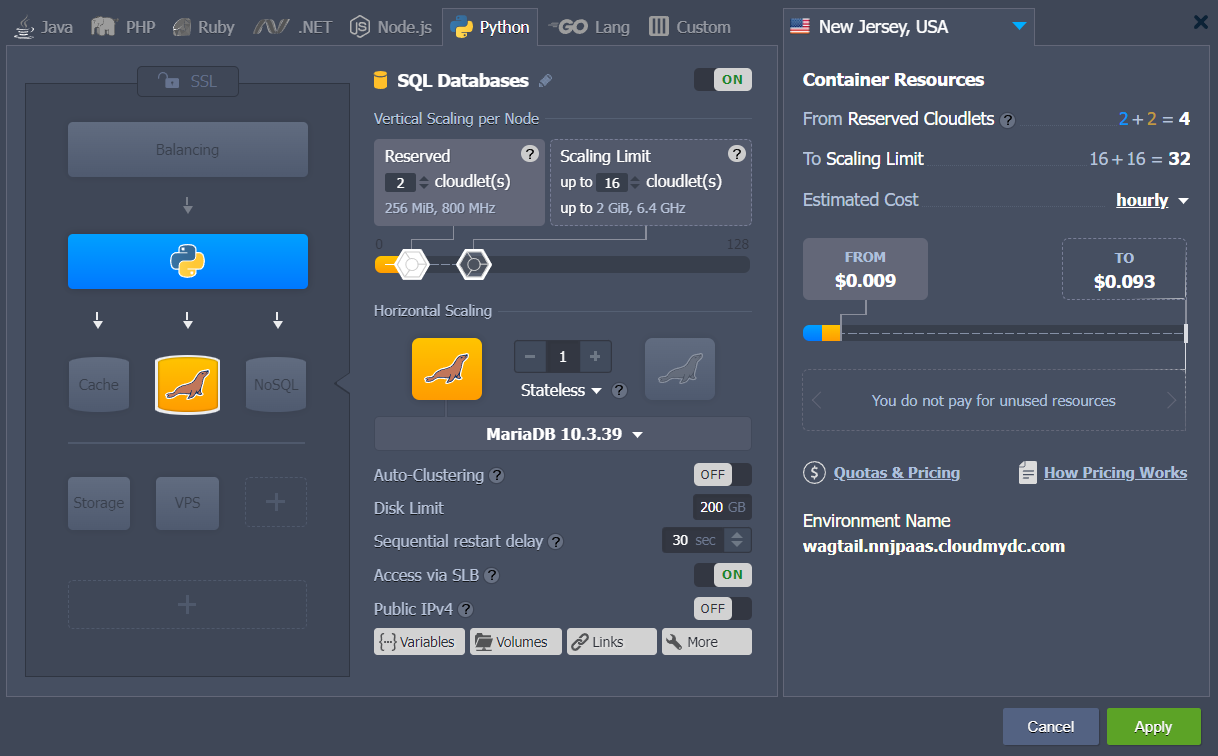 Java PHP Ruby .NET Node.js Python GO Lang Custom
SSL
Balancing
Cache NoSQL
Storage VPS +
+
SQL Databases ON
Vertical Scaling per Node
Reserved ?
2 cloudlet(s)
256 MiB, 800 MHz
Scaling Limit ?
up to 16 cloudlet(s)
up to 2 GiB, 6.4 GHz
0 128
Horizontal Scaling
− 1 +
Stateless ?
MariaDB 10.3.39
Auto-Clustering ? OFF
Disk Limit 200 GB
Sequential restart delay ? 30 sec
Access via SLB ? ON
Public IPv4 ? OFF
Variables Volumes Links More
New Jersey, USA
Container Resources
From Reserved Cloudlets ? 2 + 2 = 4
To Scaling Limit 16 + 16 = 32
Estimated Cost hourly
FROM
$0.009
TO
$0.093
You do not pay for unused resources
$ Quotas & Pricing How Pricing Works
Environment Name
wagtail.nnjpaas.cloudmydc.com
Cancel Apply